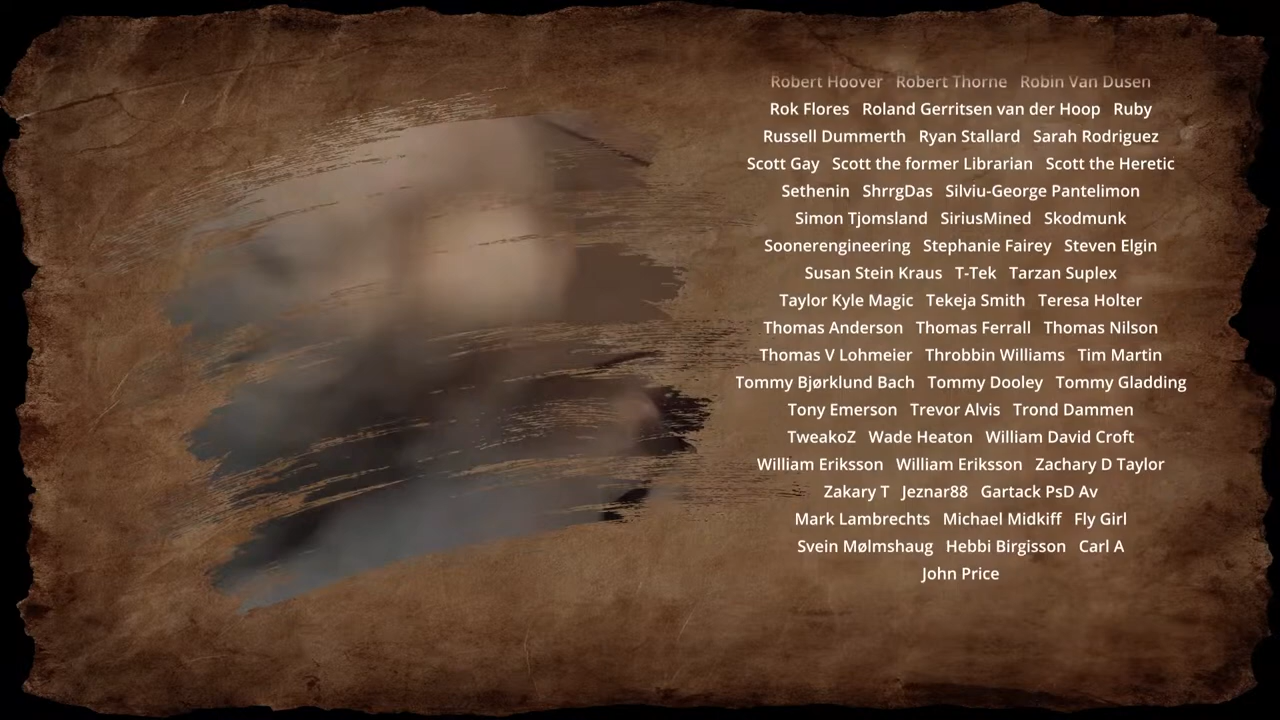 Robert Hoover Robert Thorne Robin Van Dusen
Rok Flores Roland Gerritsen van der Hoop Ruby
Russell Dummerth Ryan Stallard Sarah Rodriguez
Scott Gay Scott the former Librarian Scott the Heretic
Sethenin ShrrgDas Silviu-George Pantelimon
Simon Tjomsland SiriusMined Skodmunk
Soonerengineering Stephanie Fairey Steven Elgin
Susan Stein Kraus T-Tek Tarzan Suplex
Taylor Kyle Magic Tekeja Smith Teresa Holter
Thomas Anderson Thomas Ferrall Thomas Nilson
Thomas V Lohmeier Throbbin Williams Tim Martin
Tommy Bjørklund Bach Tommy Dooley Tommy Gladding
Tony Emerson Trevor Alvis Trond Dammen
TweakoZ Wade Heaton William David Croft
William Eriksson William Eriksson Zachary D Taylor
Zakary T Jeznar88 Gartack PsD Av
Mark Lambrechts Michael Midkiff Fly Girl
Svein Mølmshaug Hebbi Birgisson Carl A
John Price